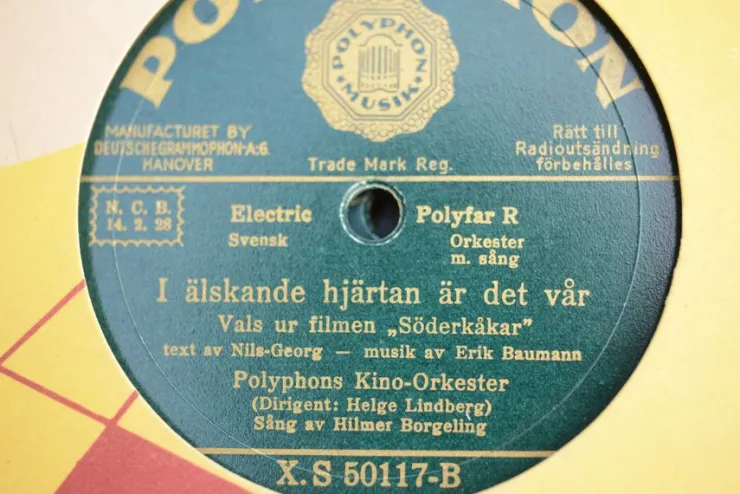 POLYPHON
POLYPHON
MUSIK
MANUFACTURET BY
DEUTSCHE GRAMMOPHON-A:G.
HANOVER
Trade Mark Reg.
Rätt till
Radioutsändning
förbehålles
N. C. B.
14. 2. 28
Electric
Polyfar R
Svensk
Orkester
m. sång
I älskande hjärtan är det vår
Vals ur filmen „Söderkåkar”
text av Nils-Georg — musik av Erik Baumann
Polyphons Kino-Orkester
(Dirigent: Helge Lindberg)
Sång av Hilmer Borgeling
X. S 50117-B